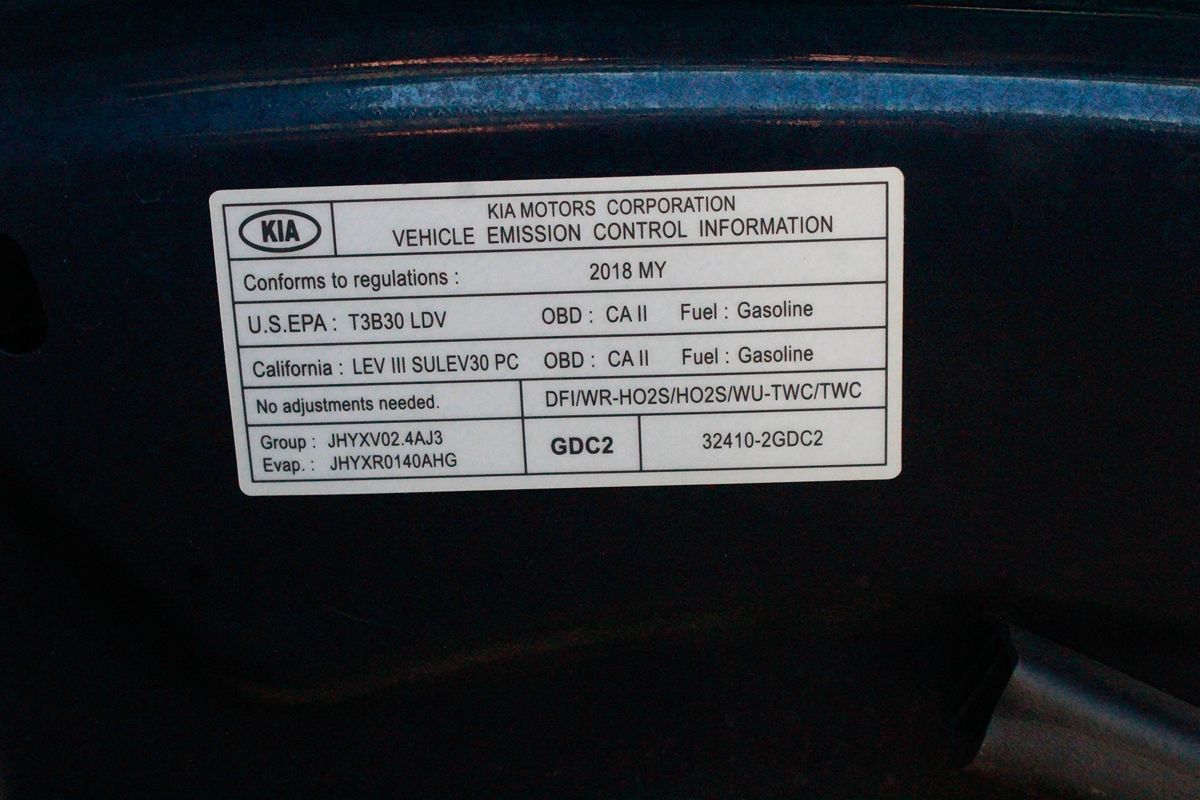 KIA
KIA MOTORS CORPORATION
VEHICLE EMISSION CONTROL INFORMATION
Conforms to regulations : 2018 MY
U.S.EPA : T3B30 LDV OBD : CA II Fuel : Gasoline
California : LEV III SULEV30 PC OBD : CA II Fuel : Gasoline
No adjustments needed. DFI/WR-HO2S/HO2S/WU-TWC/TWC
Group : JHYXV02.4AJ3
Evap. : JHYXR0140AHG
GDC2
32410-2GDC2